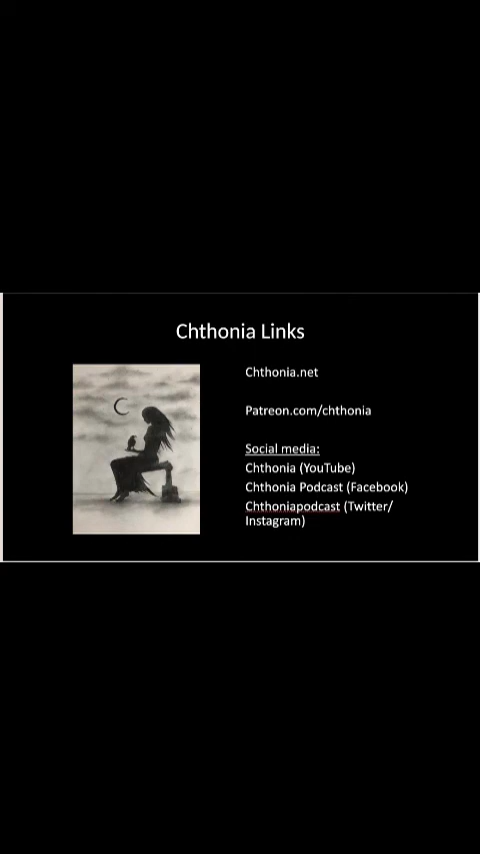 Chthonia Links
Chthonia.net
Patreon.com/chthonia
Social media:
Chthonia (YouTube)
Chthonia Podcast (Facebook)
Chthoniapodcast (Twitter/
Instagram)